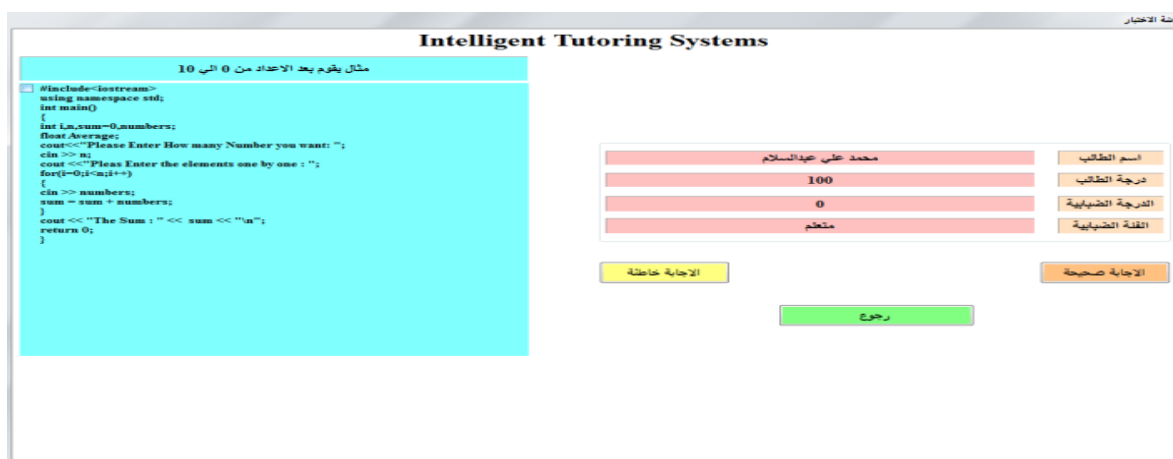 شة الاختبار
Intelligent Tutoring Systems
مثال يقوم بعد الاعداد من 0 الي 10
#include<iostream>
using namespace std;
int main()
{
int i,n,sum=0,numbers;
float Average;
cout<<"Please Enter How many Number you want: ";
cin >> n;
cout <<"Pleas Enter the elements one by one : ";
for(i=0;i<n;i++)
{
cin >> numbers;
sum = sum + numbers;
}
cout << "The Sum : " << sum << "\n";
return 0;
}
اسم الطالب محمد علي عبدالسلام
درجة الطالب 100
الدرجة الضبابية 0
الفئة الضبابية متعلم
الاجابة صحيحة الاجابة خاطئة
رجوع